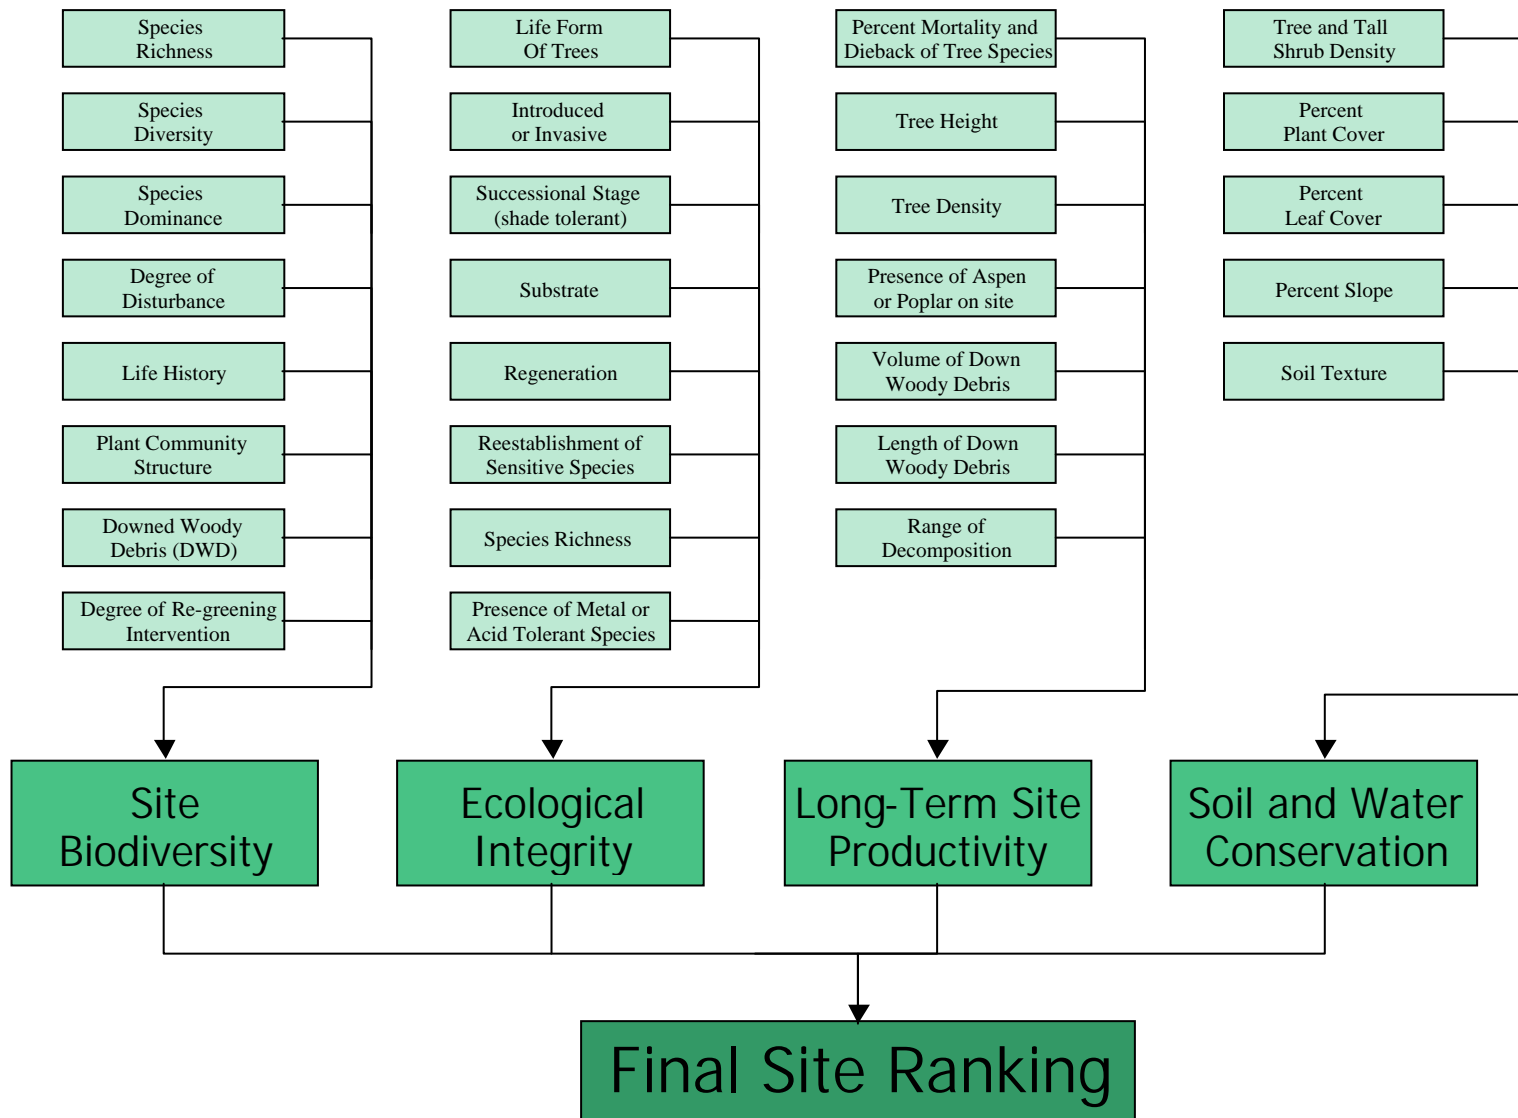 Species
Richness
Species
Diversity
Species
Dominance
Degree of
Disturbance
Life History
Plant Community
Structure
Downed Woody
Debris (DWD)
Degree of Re-greening
Intervention
Life Form
Of Trees
Introduced
or Invasive
Successional Stage
(shade tolerant)
Substrate
Regeneration
Reestablishment of
Sensitive Species
Species Richness
Presence of Metal or
Acid Tolerant Species
Percent Mortality and
Dieback of Tree Species
Tree Height
Tree Density
Presence of Aspen
or Poplar on site
Volume of Down
Woody Debris
Length of Down
Woody Debris
Range of
Decomposition
Tree and Tall
Shrub Density
Percent
Plant Cover
Percent
Leaf Cover
Percent Slope
Soil Texture
Site
Biodiversity
Ecological
Integrity
Long-Term Site
Productivity
Soil and Water
Conservation
Final Site Ranking